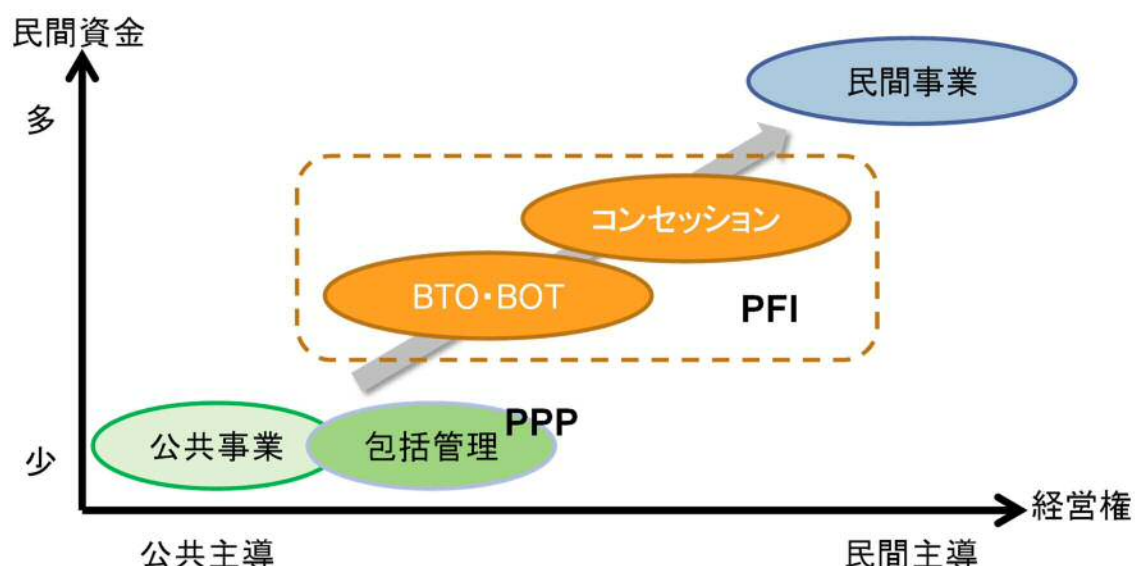 民間資金
多
民間事業
コンセッション
BTO・BOT
PFI
PPP
公共事業
包括管理
少
経営権
公共主導
民間主導